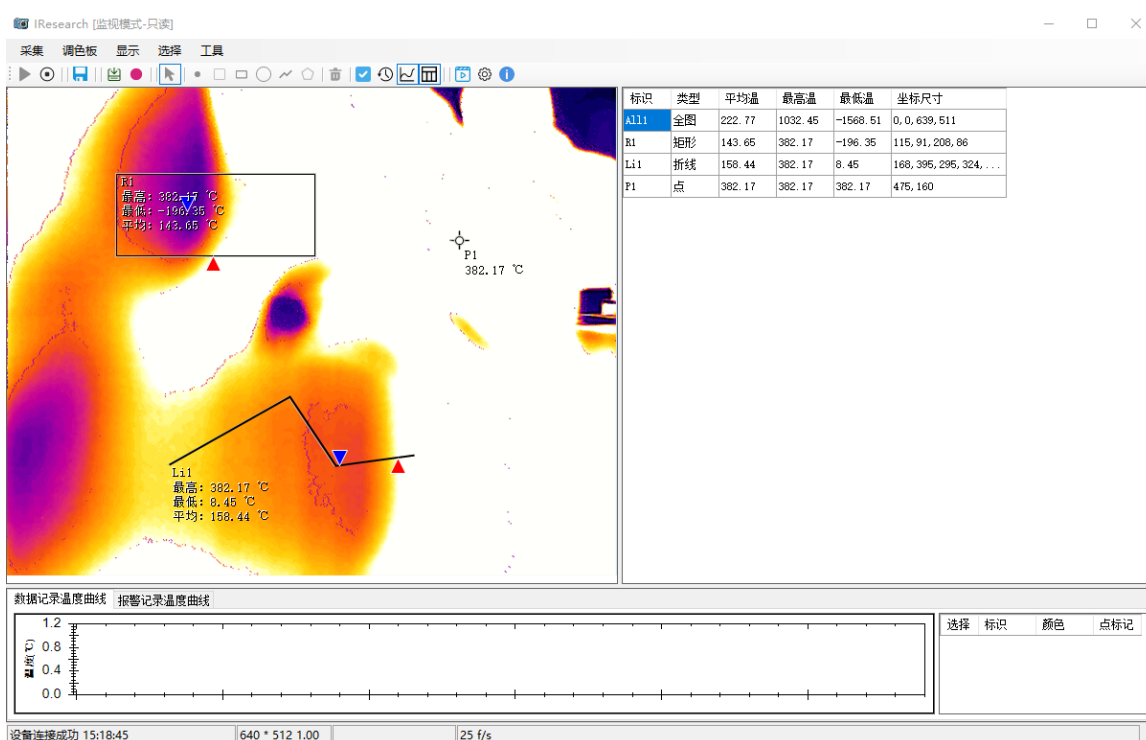 IResearch [监视模式-只读]
采集 调色板 显示 选择 工具
R1
最高: 382.17 ℃
最低: -196.35 ℃
平均: 143.65 ℃
P1
382.17 ℃
Li1
最高: 382.17 ℃
最低: 8.45 ℃
平均: 158.44 ℃
标识 类型 平均温 最高温 最低温 坐标尺寸
All1 全图 222.77 1032.45 -1568.51 0,0,639,511
R1 矩形 143.65 382.17 -196.35 115,91,208,86
Li1 折线 158.44 382.17 8.45 168,395,295,324,...
P1 点 382.17 382.17 382.17 475,160
数据记录温度曲线 报警记录温度曲线
温度(℃)
1.2
0.8
0.4
0.0
选择 标识 颜色 点标记
设备连接成功 15:18:45 640 * 512 1.00 25 f/s